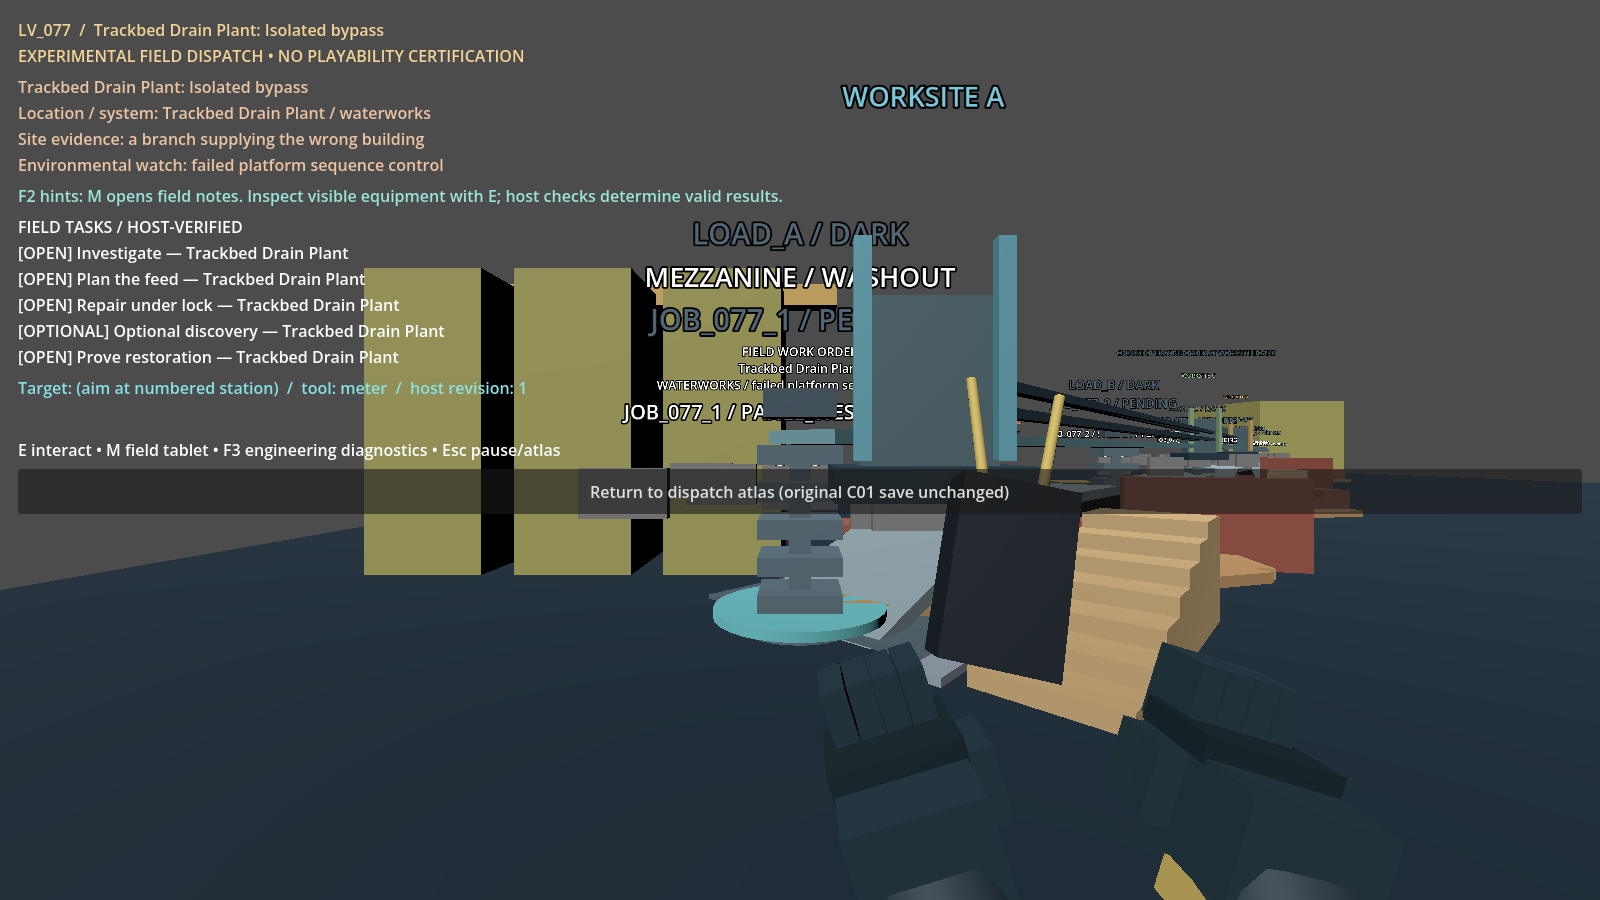 LV_077 / Trackbed Drain Plant: Isolated bypass
EXPERIMENTAL FIELD DISPATCH • NO PLAYABILITY CERTIFICATION
Trackbed Drain Plant: Isolated bypass
Location / system: Trackbed Drain Plant / waterworks
Site evidence: a branch supplying the wrong building
Environmental watch: failed platform sequence control
F2 hints: M opens field notes. Inspect visible equipment with E; host checks determine valid results.
FIELD TASKS / HOST-VERIFIED
[OPEN] Investigate — Trackbed Drain Plant
[OPEN] Plan the feed — Trackbed Drain Plant
[OPEN] Repair under lock — Trackbed Drain Plant
[OPTIONAL] Optional discovery — Trackbed Drain Plant
[OPEN] Prove restoration — Trackbed Drain Plant
Target: (aim at numbered station) / tool: meter / host revision: 1
E interact • M field tablet • F3 engineering diagnostics • Esc pause/atlas
Return to dispatch atlas (original C01 save unchanged)
WORKSITE A
LOAD_A / DARK
MEZZANINE / WASHOUT
JOB_077_1 / PE
FIELD WORK ORDER
Trackbed Drain Plan
WATERWORKS / failed platform se
JOB_077_1 / PA
LOAD_B / DARK
/ PENDING